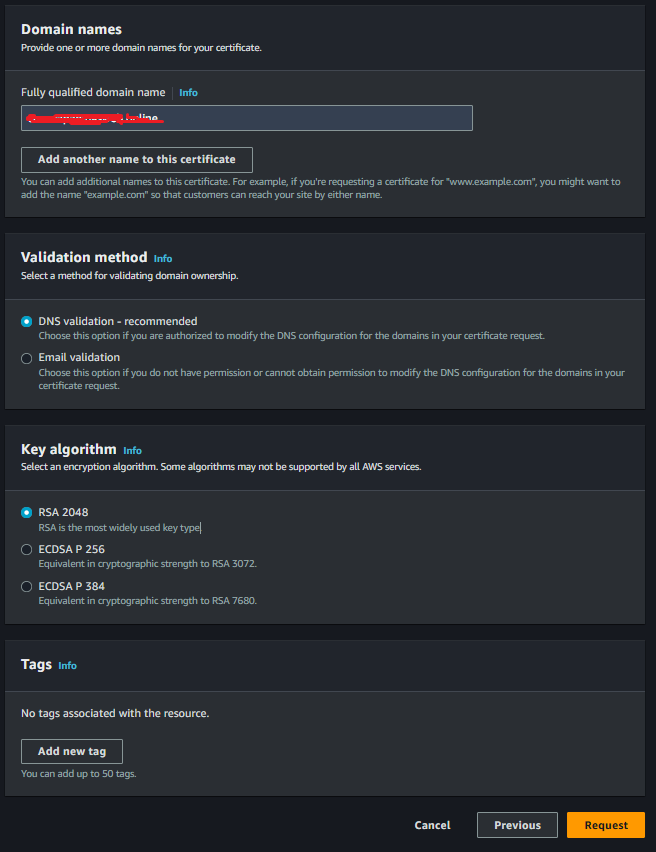 Domain names
Provide one or more domain names for your certificate.
Fully qualified domain name Info
Add another name to this certificate
You can add additional names to this certificate. For example, if you're requesting a certificate for "www.example.com", you might want to
add the name "example.com" so that customers can reach your site by either name.
Validation method Info
Select a method for validating domain ownership.
DNS validation - recommended
Choose this option if you are authorized to modify the DNS configuration for the domains in your certificate request.
Email validation
Choose this option if you do not have permission or cannot obtain permission to modify the DNS configuration for the domains in your
certificate request.
Key algorithm Info
Select an encryption algorithm. Some algorithms may not be supported by all AWS services.
RSA 2048
RSA is the most widely used key type
ECDSA P 256
Equivalent in cryptographic strength to RSA 3072.
ECDSA P 384
Equivalent in cryptographic strength to RSA 7680.
Tags Info
No tags associated with the resource.
Add new tag
You can add up to 50 tags.
Cancel Previous Request